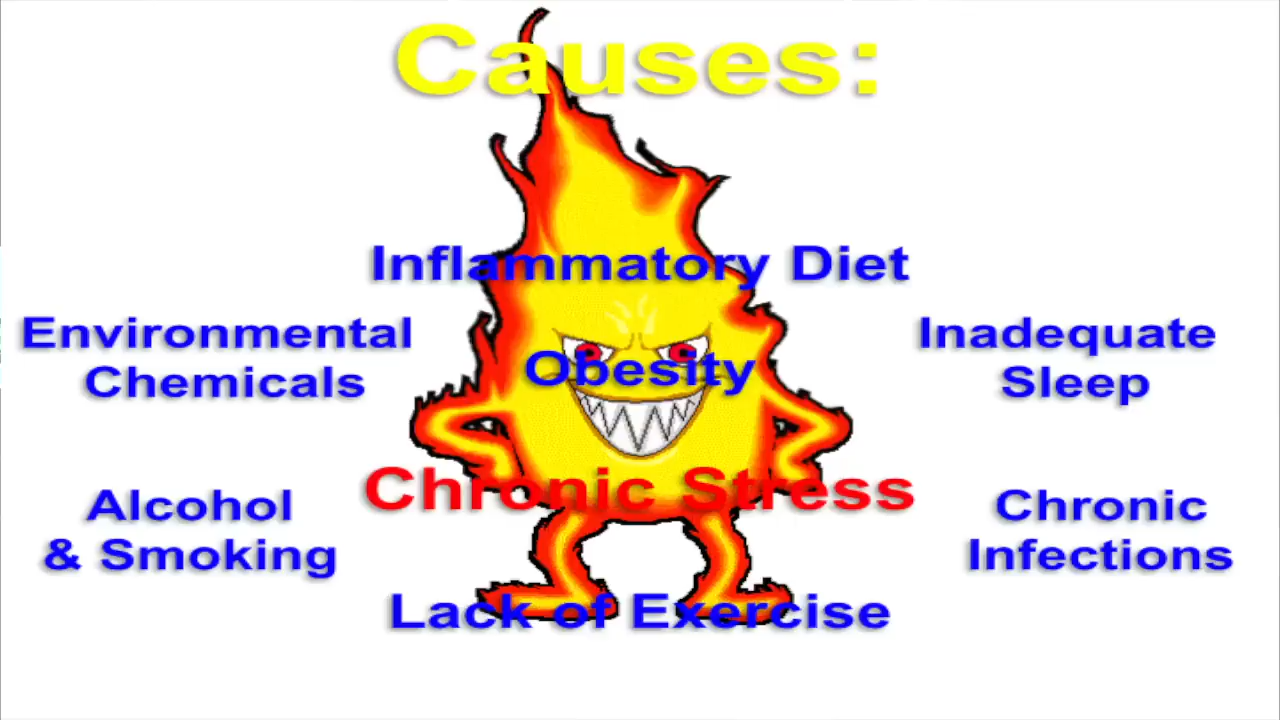 Causes:
Inflammatory Diet
Environmental
Chemicals
Obesity
Inadequate
Sleep
Chronic Stress
Alcohol
& Smoking
Chronic
Infections
Lack of Exercise